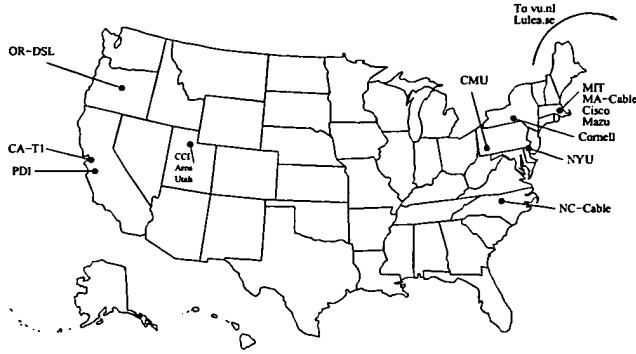 To vu.nl
Lulea.se
OR-DSL
CMU
MIT
MA-Cable
Cisco
Mazu
Cornell
CA-T1
PDI
CCI
Aros
Utah
NYU
NC-Cable